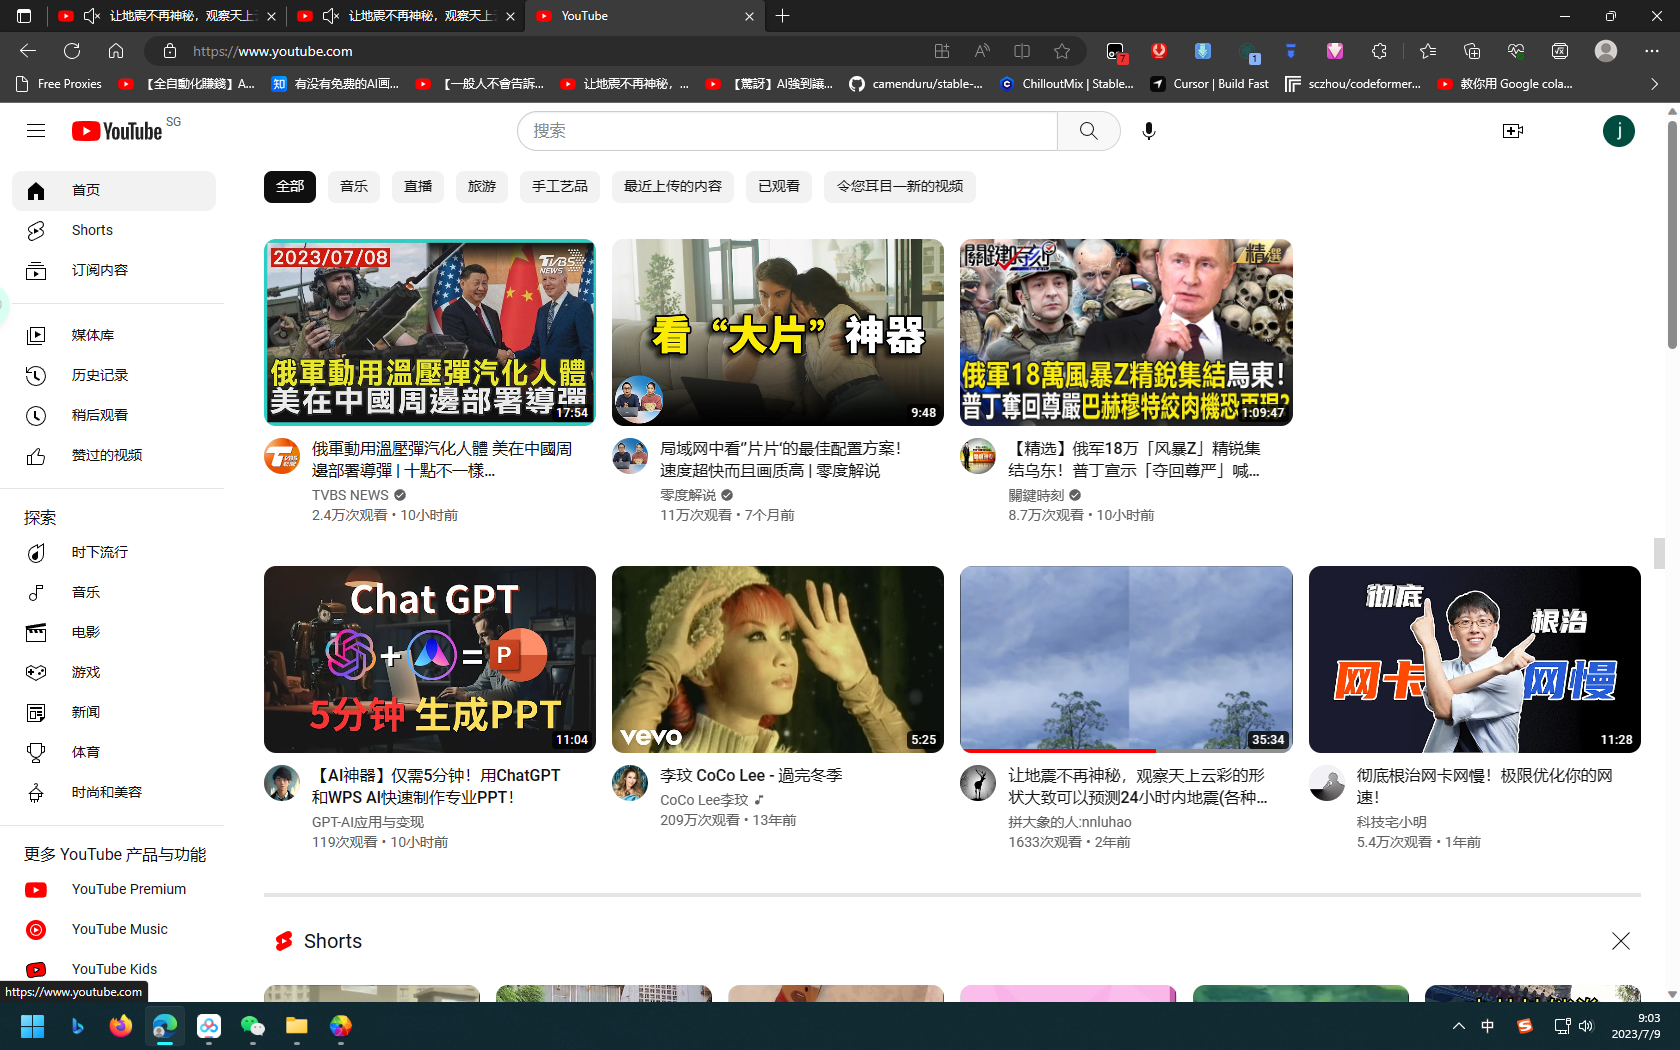 让地震不再神秘，观察天上云
让地震不再神秘，观察天上云
YouTube
https://www.youtube.com
7
1
Free Proxies
【全自動化賺錢】A...
知
有没有免费的AI画...
【一般人不會告訴...
让地震不再神秘，...
【驚訝】AI強到讓...
camenduru/stable-...
ChilloutMix | Stable...
Cursor | Build Fast
sczhou/codeformer...
教你用 Google cola...
YouTube SG
搜索
j
首页
Shorts
订阅内容
媒体库
历史记录
稍后观看
赞过的视频
探索
时下流行
音乐
电影
游戏
新闻
体育
时尚和美容
更多 YouTube 产品与功能
YouTube Premium
YouTube Music
YouTube Kids
https://www.youtube.com
全部
音乐
直播
旅游
手工艺品
最近上传的内容
已观看
令您耳目一新的视频
2023/07/08
TVBS NEWS
俄軍動用溫壓彈汽化人體
美在中國周邊部署導彈
17:54
俄軍動用溫壓彈汽化人體 美在中國周
邊部署導彈 | 十點不一樣...
TVBS NEWS
2.4万次观看 • 10小时前
看“大片”神器
9:48
局域网中看”片片‘的最佳配置方案！
速度超快而且画质高 | 零度解说
零度解说
11万次观看 • 7个月前
關鍵時刻
精選
俄軍18萬風暴Z精銳集結烏東！
普丁奪回尊嚴巴赫穆特絞肉機恐再現？
1:09:47
【精选】俄军18万「风暴Z」精锐集
结乌东！普丁宣示「夺回尊严」喊...
關鍵時刻
8.7万次观看 • 10小时前
Chat GPT
+ = P
5分钟 生成PPT
11:04
【AI神器】仅需5分钟！用ChatGPT
和WPS AI快速制作专业PPT！
GPT-AI应用与变现
119次观看 • 10小时前
vevo
5:25
李玟 CoCo Lee - 過完冬季
CoCo Lee李玟
209万次观看 • 13年前
35:34
让地震不再神秘，观察天上云彩的形
状大致可以预测24小时内地震(各种...
拼大象的人:nnluhao
1633次观看 • 2年前
彻底
根治
网卡 网慢
11:28
彻底根治网卡网慢！极限优化你的网
速！
科技宅小明
5.4万次观看 • 1年前
Shorts
中
9:03
2023/7/9